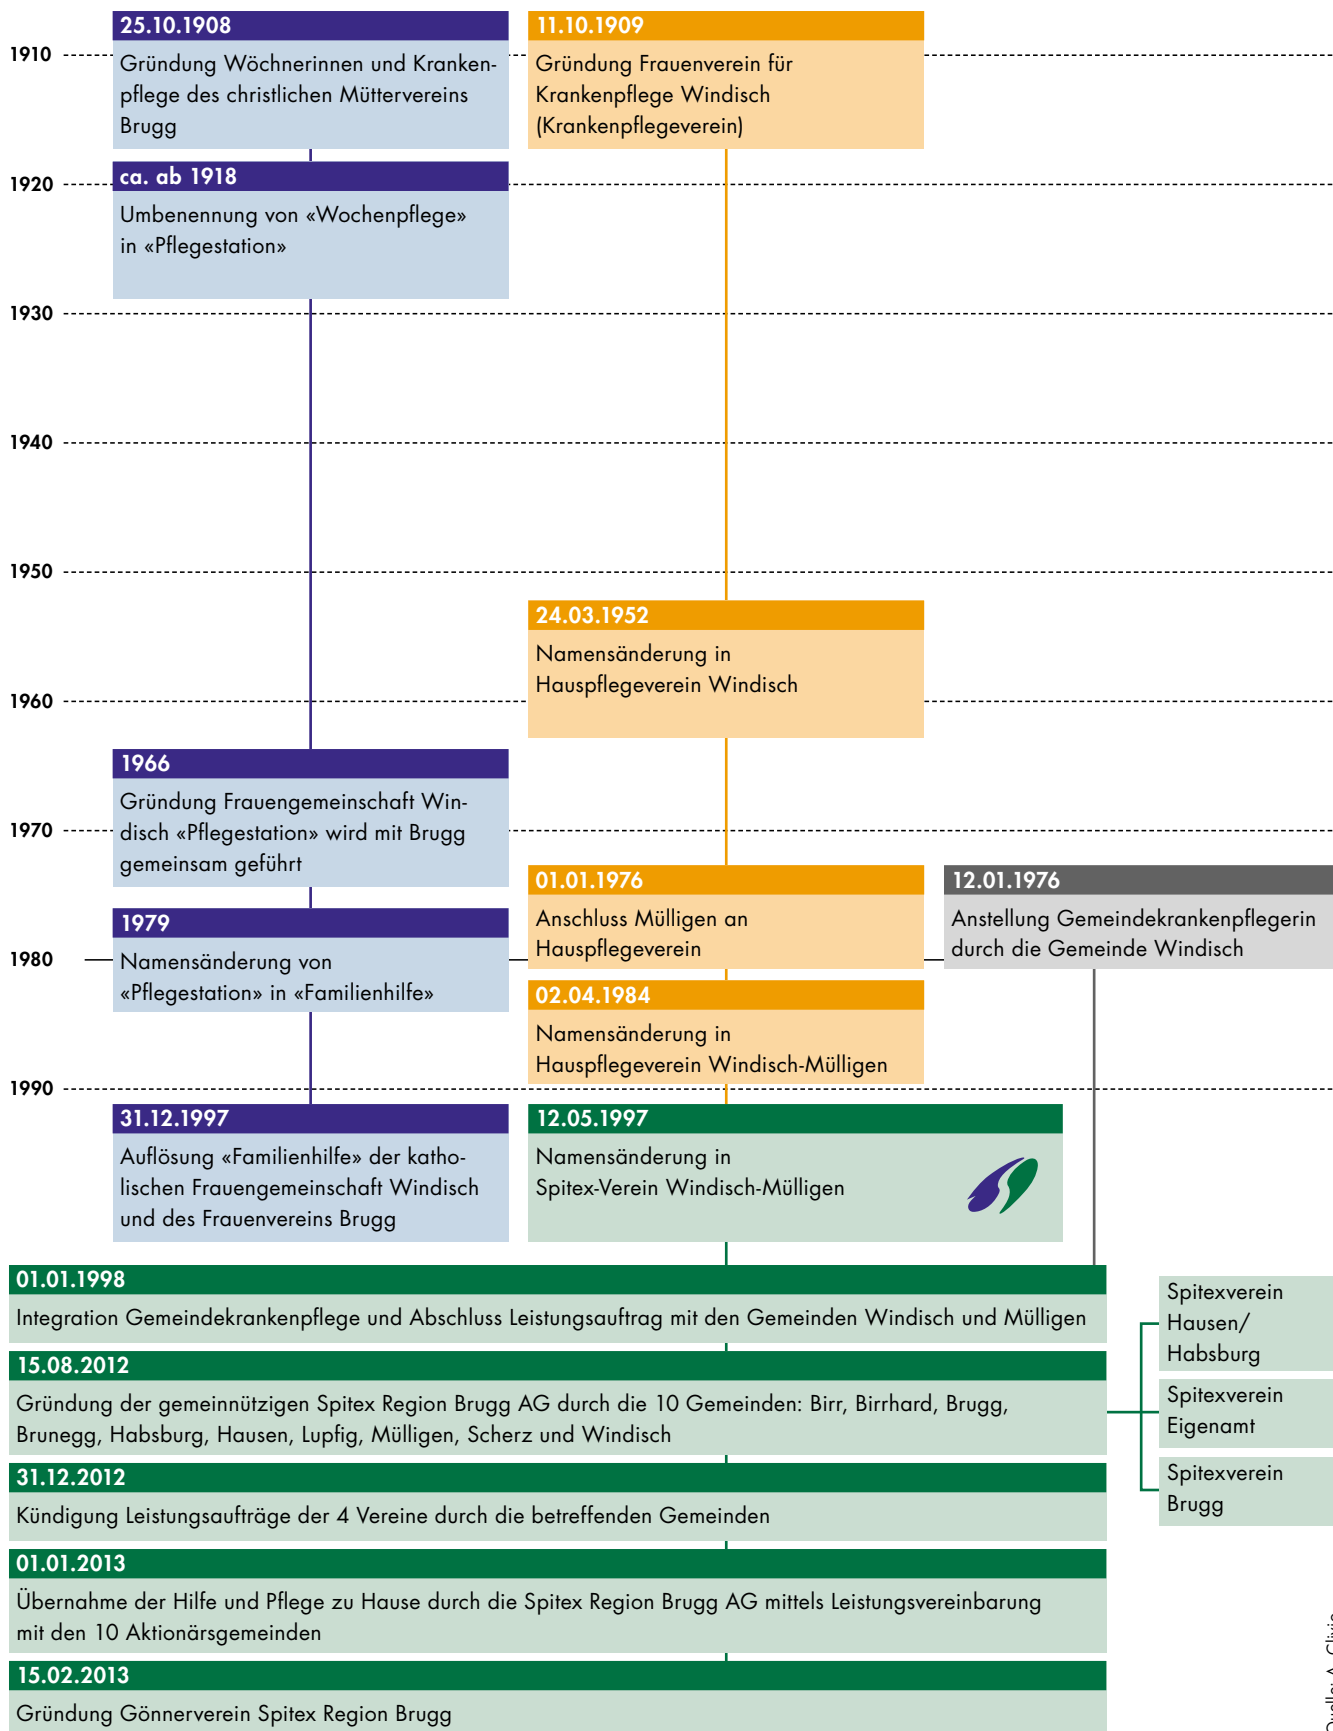 25.10.1908
Gründung Wöchnerinnen und Kranken-
pflege des christlichen Müttervereins
Brugg
11.10.1909
Gründung Frauenverein für
Krankenpflege Windisch
(Krankenpflegeverein)
1910
ca. ab 1918
Umbenennung von «Wochenpflege»
in «Pflegestation»
1920
1930
1940
1950
24.03.1952
Namensänderung in
Hauspflegeverein Windisch
1960
1966
Gründung Frauengemeinschaft Win-
disch «Pflegestation» wird mit Brugg
gemeinsam geführt
1970
01.01.1976
Anschluss Mülligen an
Hauspflegeverein
12.01.1976
Anstellung Gemeindekrankenpflegerin
durch die Gemeinde Windisch
1979
Namensänderung von
«Pflegestation» in «Familienhilfe»
1980
02.04.1984
Namensänderung in
Hauspflegeverein Windisch-Mülligen
1990
31.12.1997
Auflösung «Familienhilfe» der katho-
lischen Frauengemeinschaft Windisch
und des Frauenvereins Brugg
12.05.1997
Namensänderung in
Spitex-Verein Windisch-Mülligen
01.01.1998
Integration Gemeindekrankenpflege und Abschluss Leistungsauftrag mit den Gemeinden Windisch und Mülligen
15.08.2012
Gründung der gemeinnützigen Spitex Region Brugg AG durch die 10 Gemeinden: Birr, Birrhard, Brugg,
Brunegg, Habsburg, Hausen, Lupfig, Mülligen, Scherz und Windisch
Spitexverein
Hausen/
Habsburg
Spitexverein
Eigenamt
Spitexverein
Brugg
31.12.2012
Kündigung Leistungsaufträge der 4 Vereine durch die betreffenden Gemeinden
01.01.2013
Übernahme der Hilfe und Pflege zu Hause durch die Spitex Region Brugg AG mittels Leistungsvereinbarung
mit den 10 Aktionärsgemeinden
15.02.2013
Gründung Gönnerverein Spitex Region Brugg